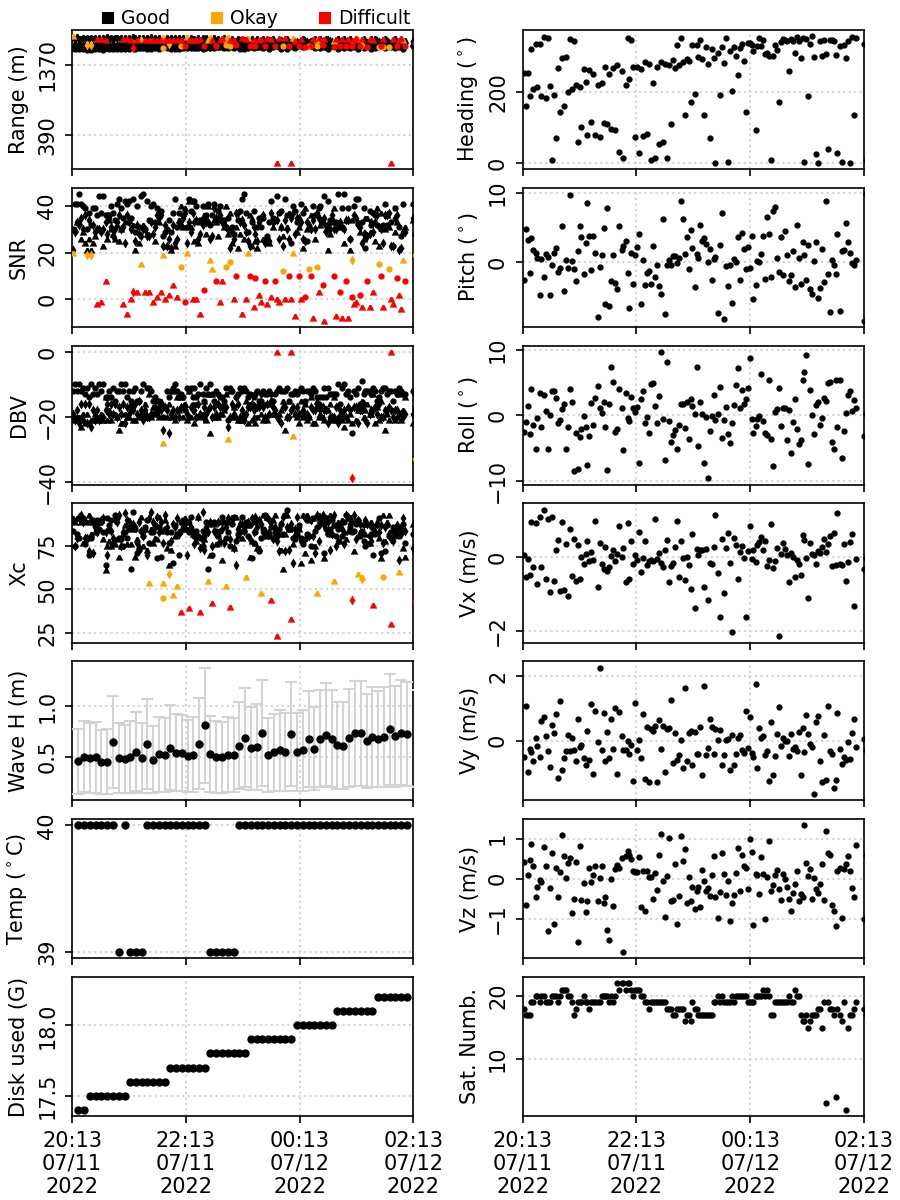 Good Okay Difficult
Range (m)
1370
390
Heading (°)
200
0
SNR
40
20
0
Pitch (°)
10
0
DBV
0
−20
−40
Roll (°)
10
0
−10
Xc
75
50
25
Vx (m/s)
0
−2
Wave H (m)
1.0
0.5
Vy (m/s)
2
0
Temp (°C)
40
39
Vz (m/s)
1
0
−1
Disk used (G)
18.0
17.5
Sat. Numb.
20
10
20:13 22:13 00:13 02:13 20:13 22:13 00:13 02:13
07/11 07/11 07/12 07/12 07/11 07/11 07/12 07/12
2022 2022 2022 2022 2022 2022 2022 2022